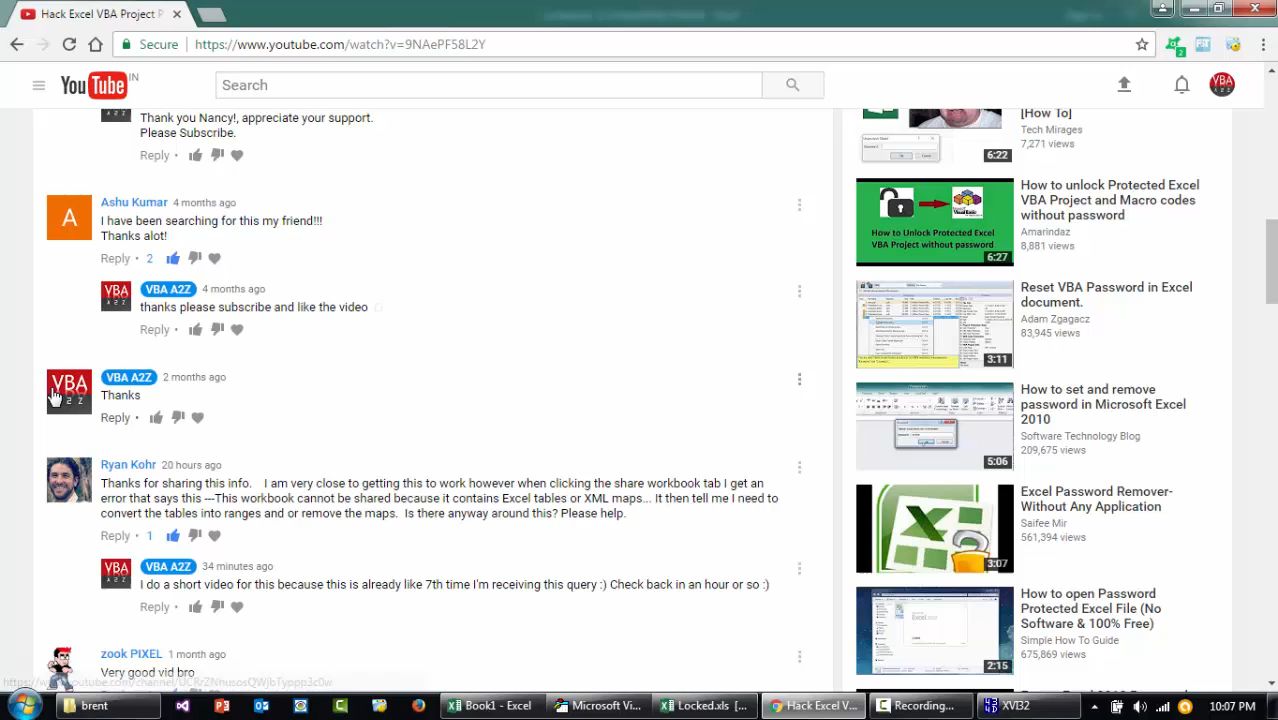 Hack Excel VBA Project P
Secure
https://www.youtube.com/watch?v=9NAePF58L2Y
2
YouTube IN
Search
VBA
Thank you Nancy!, appreciate your support.
Please Subscribe.
Reply
Ashu Kumar 4 months ago
A
I have been searching for this my friend!!!
Thanks alot!
Reply 2
VBA A2Z 4 months ago
VBA
thanks please subscribe and like the video
Reply
VBA A2Z 2 months ago
VBA
Thanks
Reply
Ryan Kohr 20 hours ago
Thanks for sharing this info. I am very close to getting this to work however when clicking the share workbook tab I get an
error that says this ---This workbook cannot be shared because it contains Excel tables or XML maps... It then tell me I need to
convert the tables into ranges and or remove the maps. Is there anyway around this? Please help.
Reply 1
VBA A2Z 34 minutes ago
VBA
I do a short video for this because this is already like 7th time I'm receiving this query :) Check back in an hour or so :)
Reply
zook PIXEL 1 month ago
Very good vid bro
[How To]
Tech Mirages
7,271 views
6:22
How to unlock Protected Excel
VBA Project and Macro codes
without password
Amarindaz
8,881 views
How to Unlock Protected Excel
VBA Project without password
6:27
Reset VBA Password in Excel
document.
Adam Zgagacz
83,945 views
3:11
How to set and remove
password in Microsoft Excel
2010
Software Technology Blog
209,675 views
5:06
Excel Password Remover-
Without Any Application
Saifee Mir
561,394 views
3:07
How to open Password
Protected Excel File (No
Software & 100% Free)
Simple How To Guide
675,869 views
2:15
brent
Book1 - Excel
Microsoft Vi...
Locked.xls [...
Hack Excel V...
Recording...
XVI32
10:07 PM